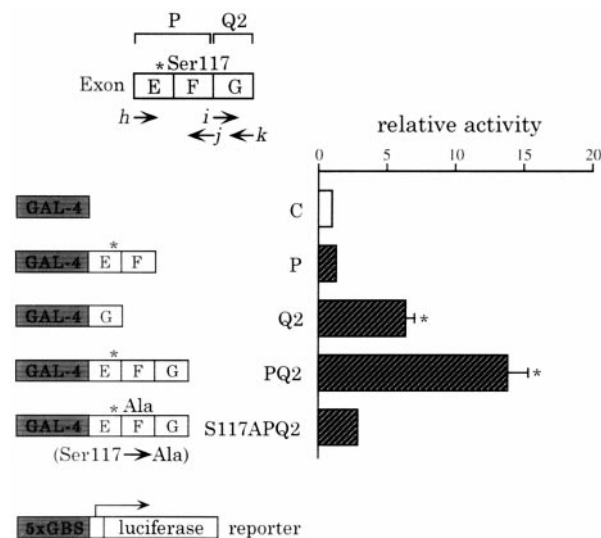 P Q2
*Ser117
Exon E F G
h i j k
relative activity
0 5 10 15 20
GAL-4 C
*
GAL-4 E F P
GAL-4 G Q2 *
*
GAL-4 E F G PQ2 *
*Ala
GAL-4 E F G S117APQ2
(Ser117→Ala)
5xGBS luciferase reporter